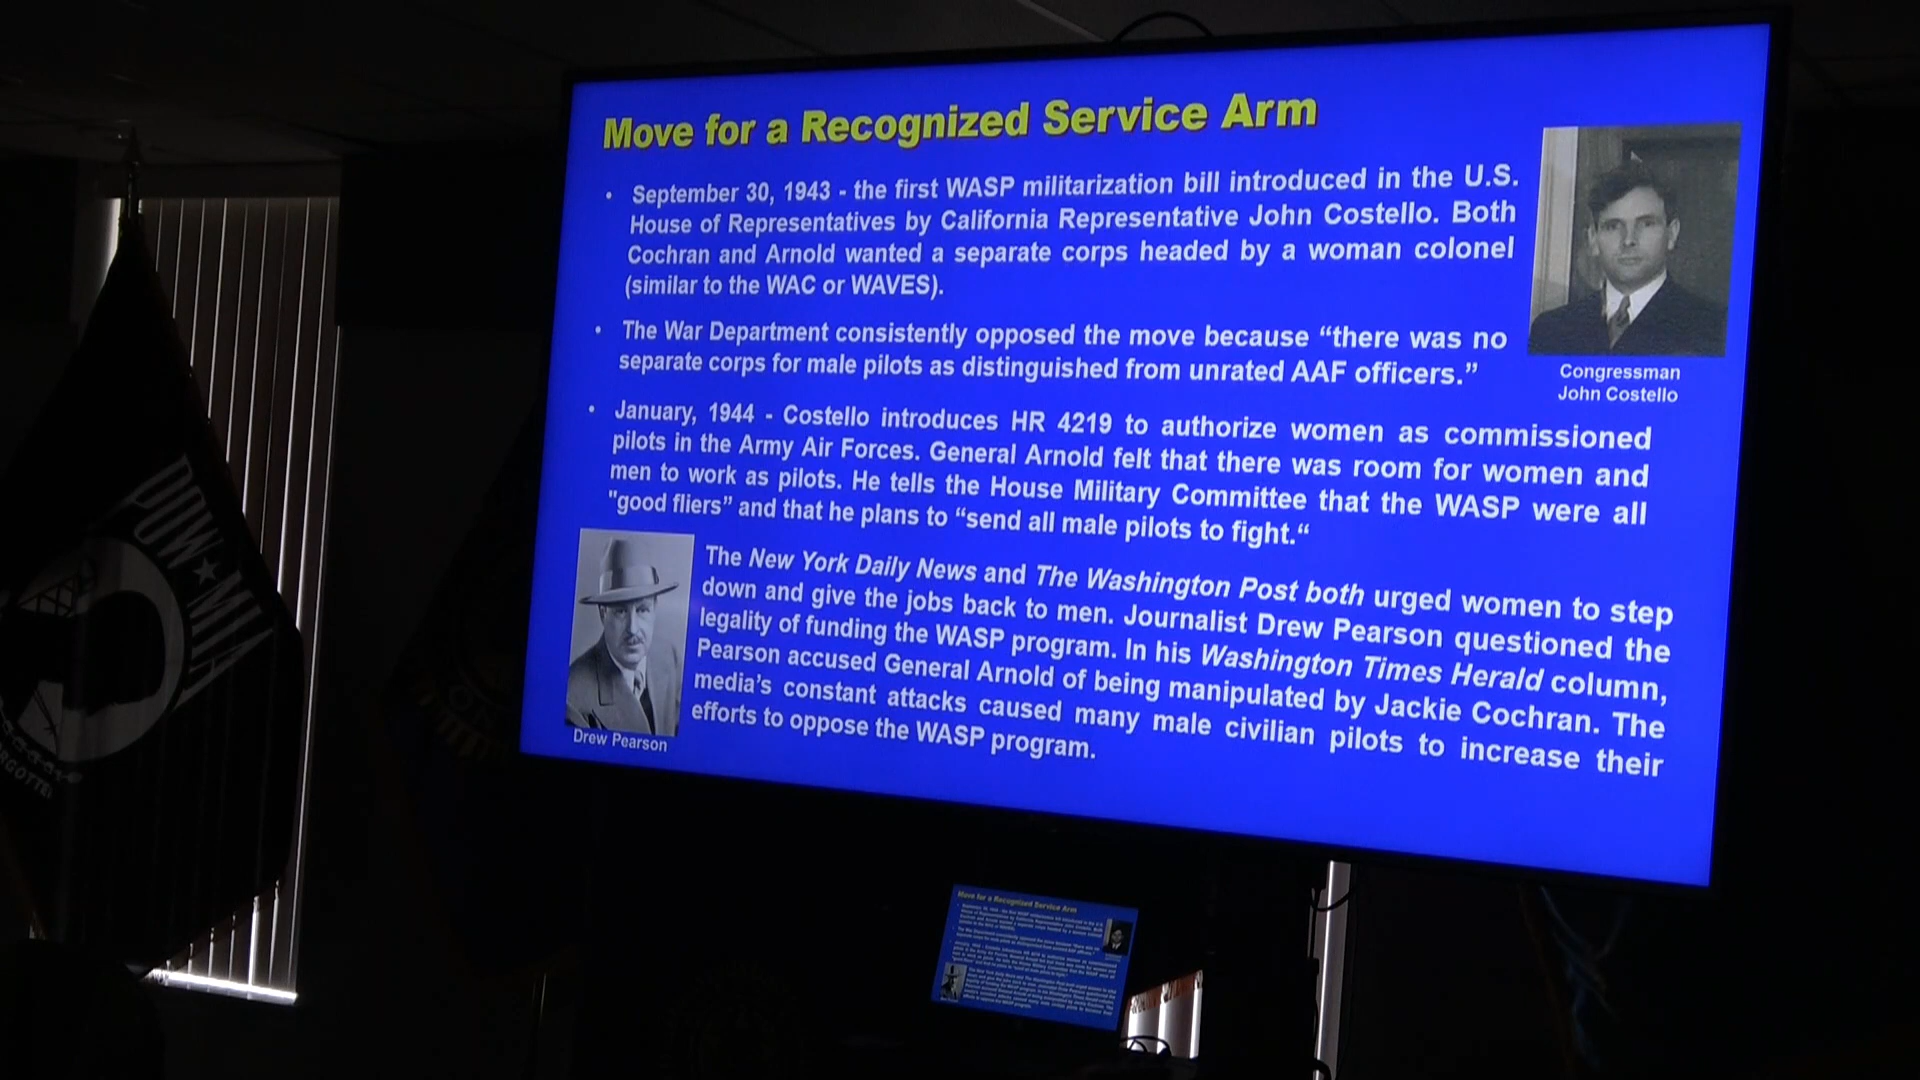 Move for a Recognized Service Arm
• September 30, 1943 - the first WASP militarization bill introduced in the U.S.
House of Representatives by California Representative John Costello. Both
Cochran and Arnold wanted a separate corps headed by a woman colonel
(similar to the WAC or WAVES).
• The War Department consistently opposed the move because “there was no
separate corps for male pilots as distinguished from unrated AAF officers.”
Congressman
John Costello
• January, 1944 - Costello introduces HR 4219 to authorize women as commissioned
pilots in the Army Air Forces. General Arnold felt that there was room for women and
men to work as pilots. He tells the House Military Committee that the WASP were all
"good fliers” and that he plans to “send all male pilots to fight.“
The New York Daily News and The Washington Post both urged women to step
down and give the jobs back to men. Journalist Drew Pearson questioned the
legality of funding the WASP program. In his Washington Times Herald column,
Pearson accused General Arnold of being manipulated by Jackie Cochran. The
media’s constant attacks caused many male civilian pilots to increase their
efforts to oppose the WASP program.
Drew Pearson
POW★MIA
Move for a Recognized Service Arm